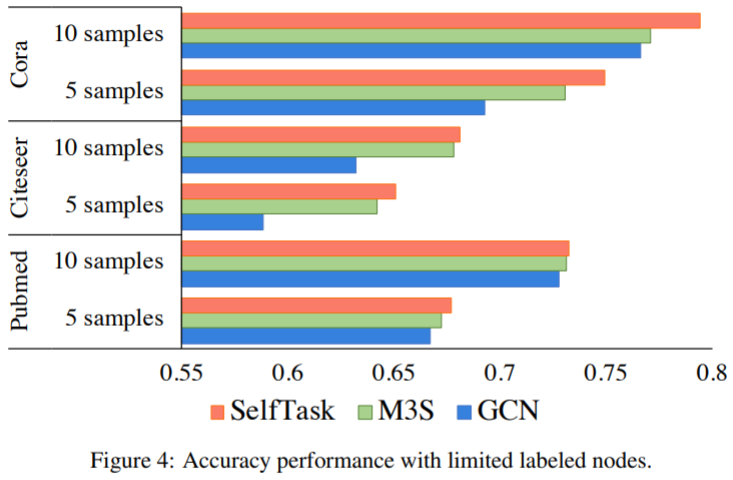 Cora
10 samples
5 samples
Citeseer
10 samples
5 samples
Pubmed
10 samples
5 samples
0.55 0.6 0.65 0.7 0.75 0.8
SelfTask M3S GCN
Figure 4: Accuracy performance with limited labeled nodes.